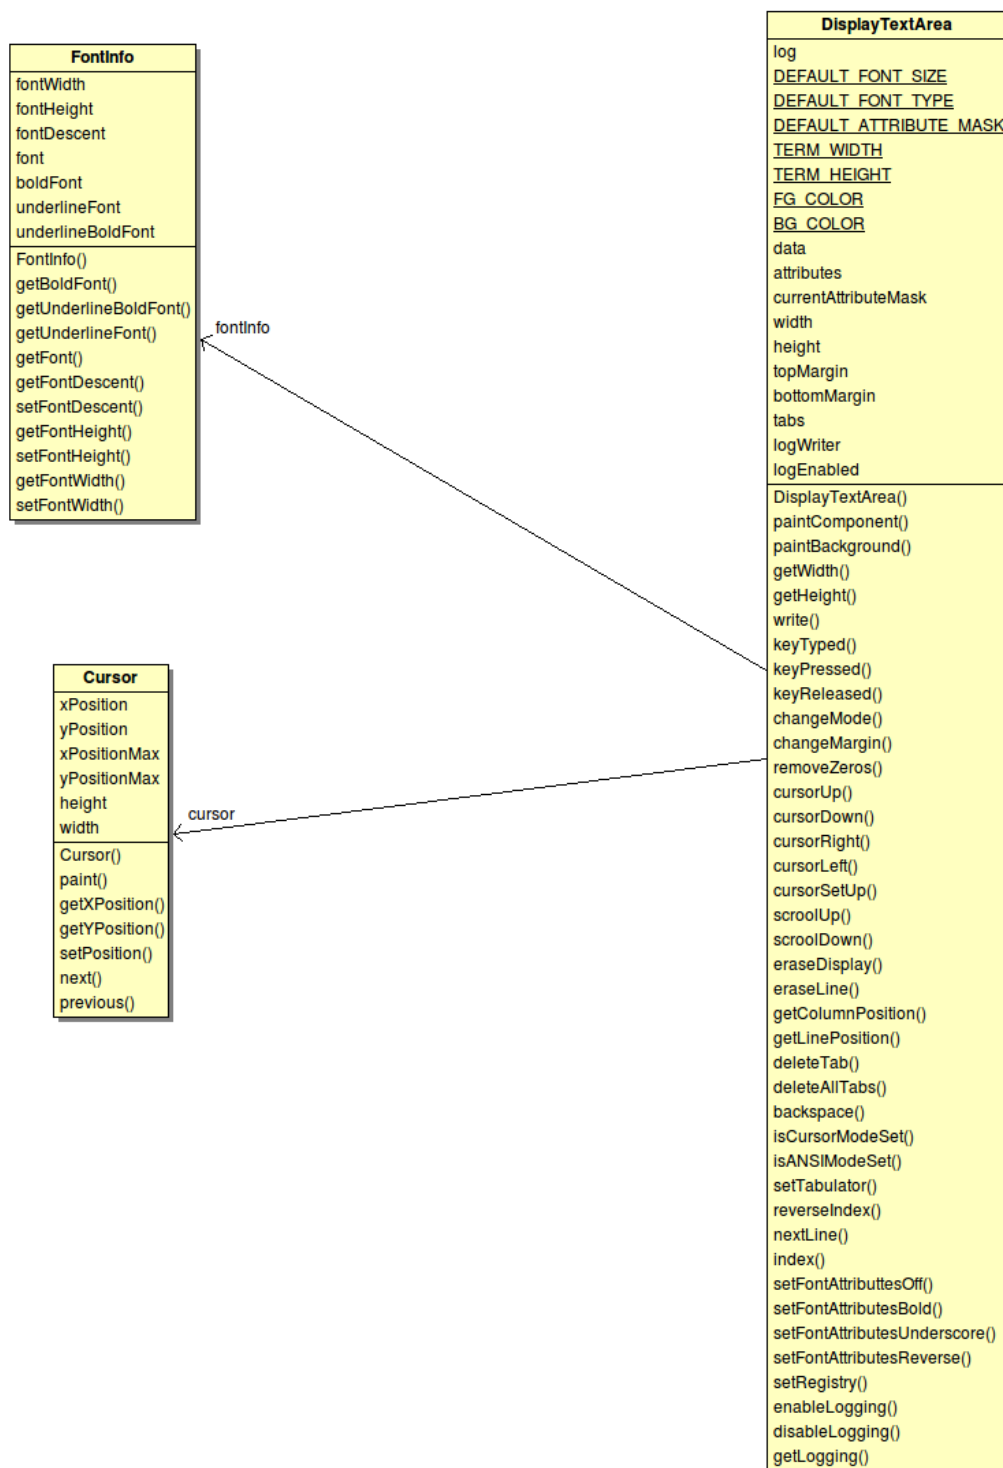 FontInfo
fontWidth
fontHeight
fontDescent
font
boldFont
underlineFont
underlineBoldFont
FontInfo()
getBoldFont()
getUnderlineBoldFont()
getUnderlineFont()
getFont()
getFontDescent()
setFontDescent()
getFontHeight()
setFontHeight()
getFontWidth()
setFontWidth()
fontInfo
Cursor
xPosition
yPosition
xPositionMax
yPositionMax
height
width
Cursor()
paint()
getXPosition()
getYPosition()
setPosition()
next()
previous()
cursor
DisplayTextArea
log
DEFAULT_FONT_SIZE
DEFAULT_FONT_TYPE
DEFAULT_ATTRIBUTE_MASK
TERM_WIDTH
TERM_HEIGHT
FG_COLOR
BG_COLOR
data
attributes
currentAttributeMask
width
height
topMargin
bottomMargin
tabs
logWriter
logEnabled
DisplayTextArea()
paintComponent()
paintBackground()
getWidth()
getHeight()
write()
keyTyped()
keyPressed()
keyReleased()
changeMode()
changeMargin()
removeZeros()
cursorUp()
cursorDown()
cursorRight()
cursorLeft()
cursorSetUp()
scroolUp()
scroolDown()
eraseDisplay()
eraseLine()
getColumnPosition()
getLinePosition()
deleteTab()
deleteAllTabs()
backspace()
isCursorModeSet()
isANSIModeSet()
setTabulator()
reverseIndex()
nextLine()
index()
setFontAttributtesOff()
setFontAttributesBold()
setFontAttributesUnderscore()
setFontAttributesReverse()
setRegistry()
enableLogging()
disableLogging()
getLogging()